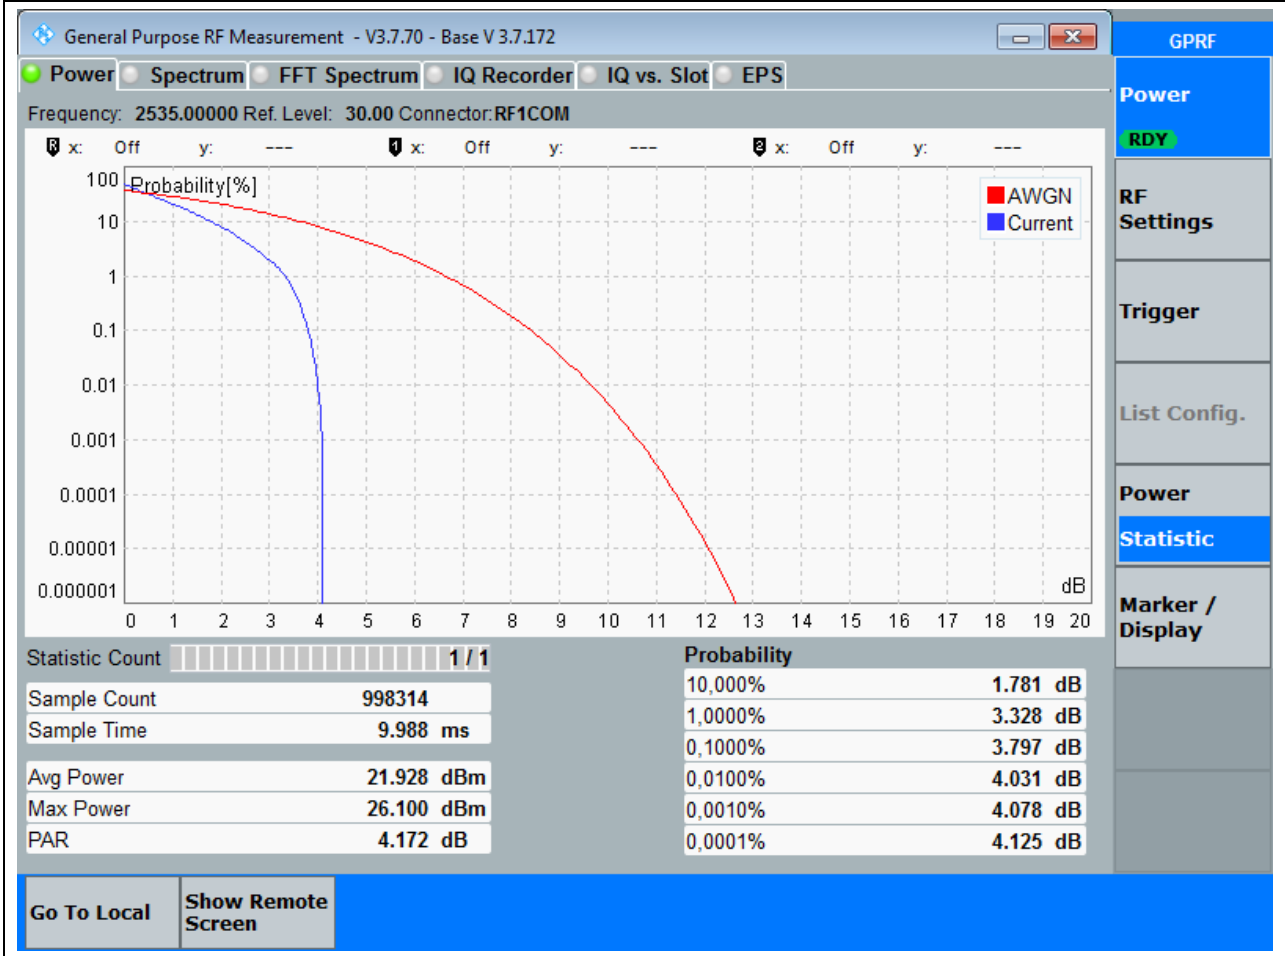 General Purpose RF Measurement - V3.7.70 - Base V 3.7.172
GPRF
Power Spectrum FFT Spectrum IQ Recorder IQ vs. Slot EPS
Frequency: 2535.00000 Ref. Level: 30.00 Connector:RF1COM
R x: Off y: --- 1 x: Off y: --- 2 x: Off y: ---
Probability[%]
AWGN
Current
100
10
1
0.1
0.01
0.001
0.0001
0.00001
0.000001
dB
0 1 2 3 4 5 6 7 8 9 10 11 12 13 14 15 16 17 18 19 20
Statistic Count 1 / 1
Sample Count 998314
Sample Time 9.988 ms
Avg Power 21.928 dBm
Max Power 26.100 dBm
PAR 4.172 dB
Probability
10,000% 1.781 dB
1,0000% 3.328 dB
0,1000% 3.797 dB
0,0100% 4.031 dB
0,0010% 4.078 dB
0,0001% 4.125 dB
Power
RDY
RF
Settings
Trigger
List Config.
Power
Statistic
Marker /
Display
Go To Local
Show Remote
Screen